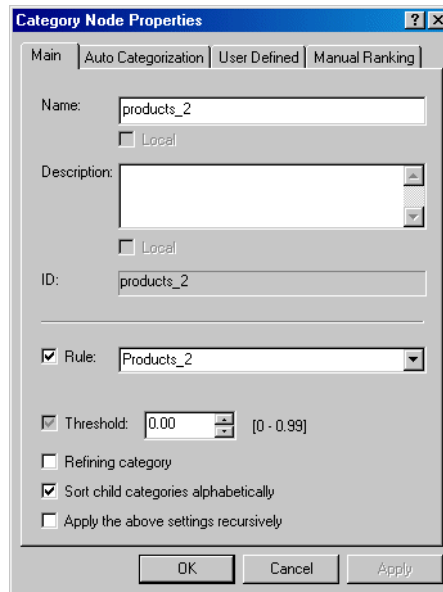 Category Node Properties
Main Auto Categorization User Defined Manual Ranking
Name: products_2
Local
Description:
Local
ID: products_2
Rule: Products_2
Threshold: 0.00 [0 - 0.99]
Refining category
Sort child categories alphabetically
Apply the above settings recursively
OK Cancel Apply